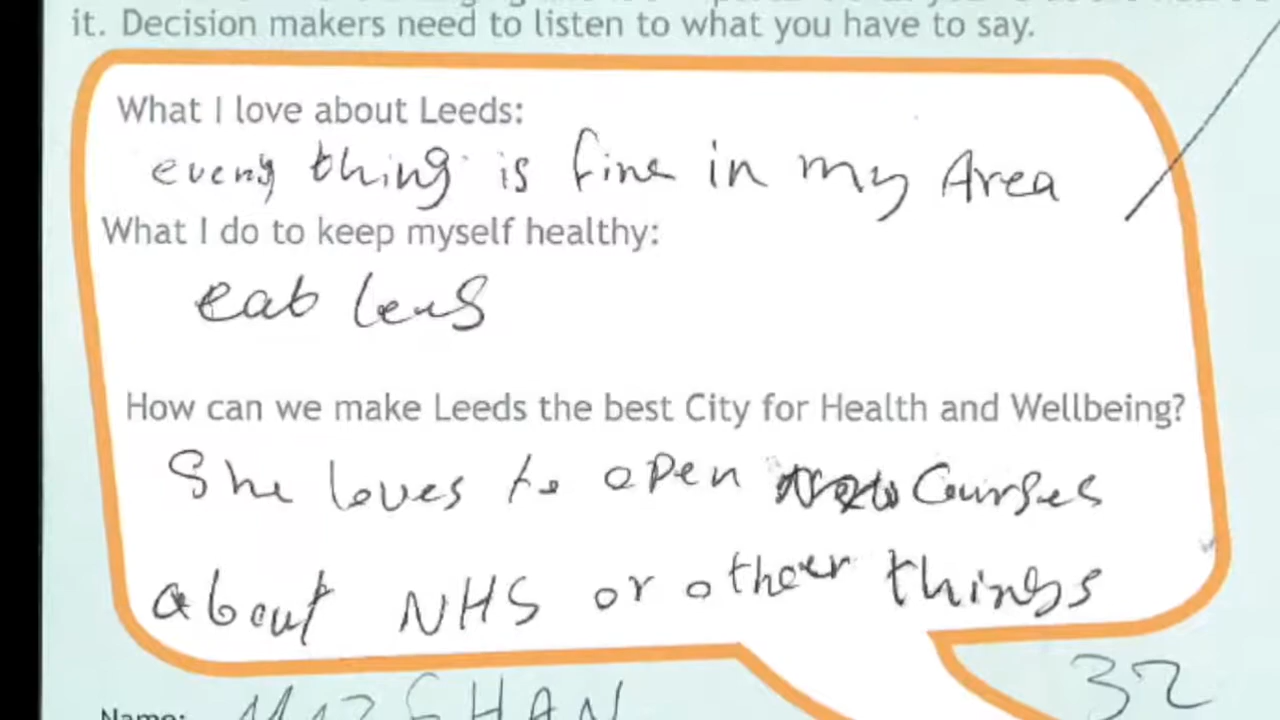 it. Decision makers need to listen to what you have to say.
What I love about Leeds:
every thing is fine in my Area
What I do to keep myself healthy:
eat less
How can we make Leeds the best City for Health and Wellbeing?
She loves to open new Courses
about NHS or other things
32
Name: